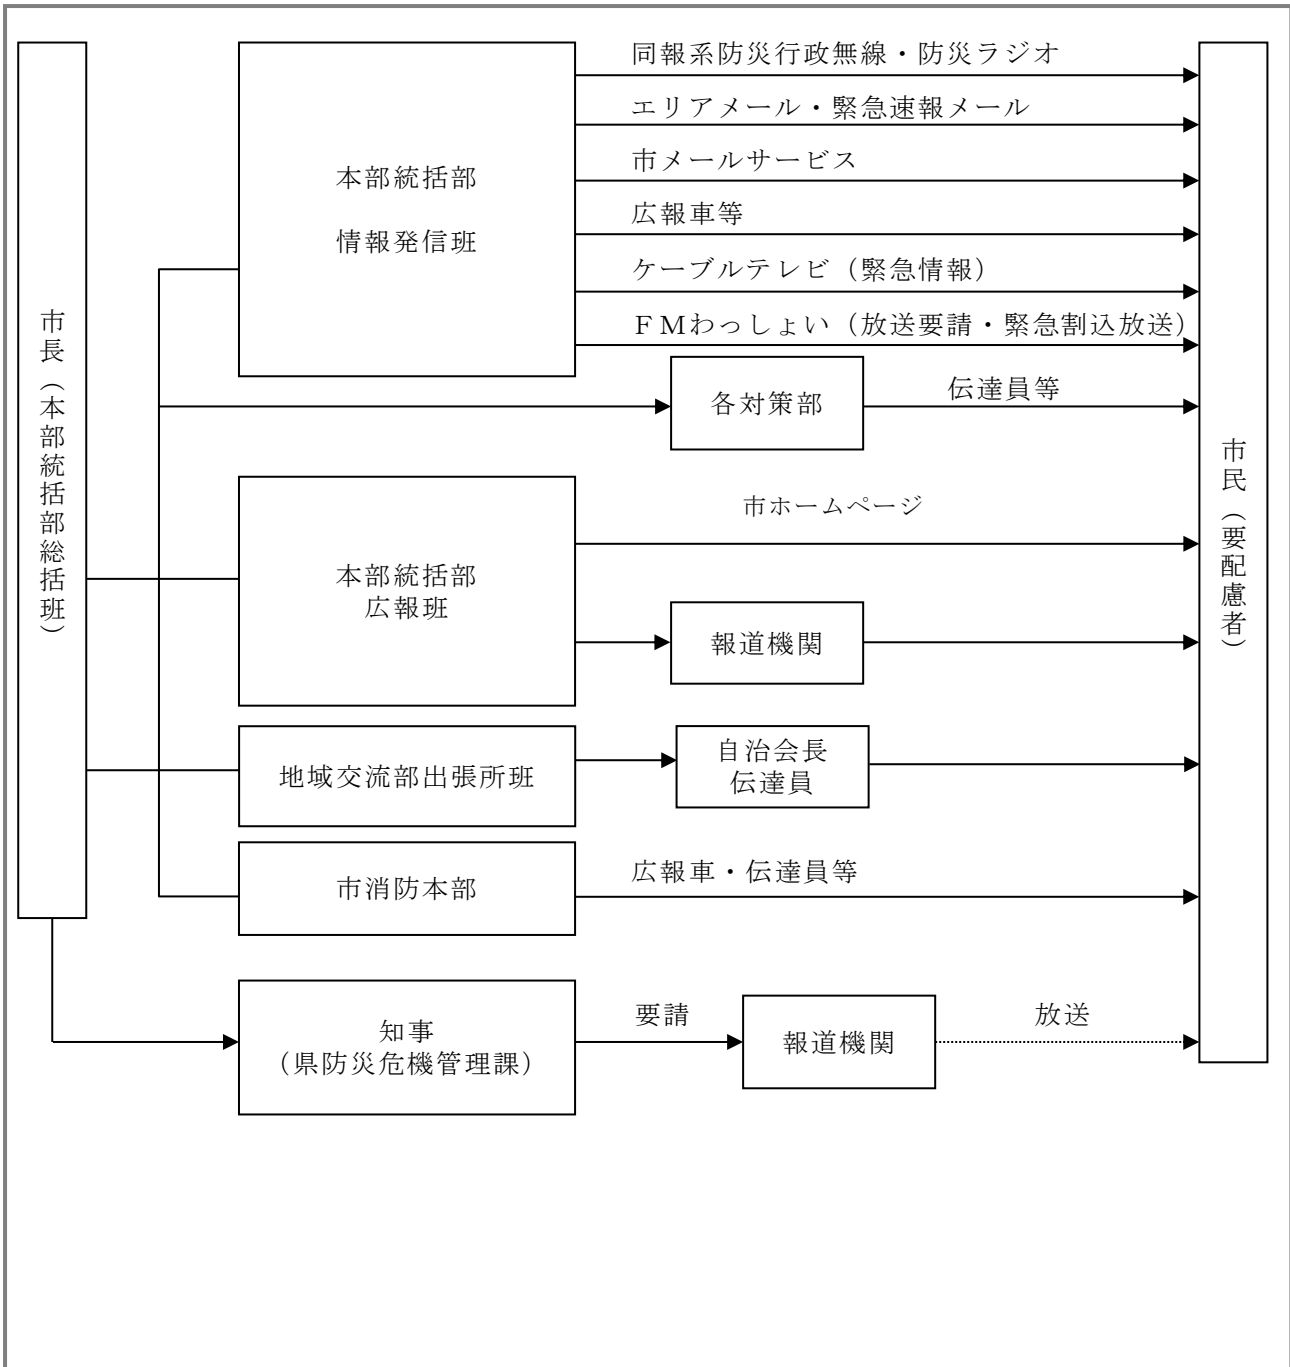 市長（本部統括部総括班）
本部統括部
情報発信班
同報系防災行政無線・防災ラジオ
エリアメール・緊急速報メール
市メールサービス
広報車等
ケーブルテレビ（緊急情報）
ＦＭわっしょい（放送要請・緊急割込放送）
各対策部
伝達員等
本部統括部
広報班
市ホームページ
報道機関
地域交流部出張所班
自治会長
伝達員
市消防本部
広報車・伝達員等
知事
（県防災危機管理課）
要請
報道機関
放送
市民（要配慮者）